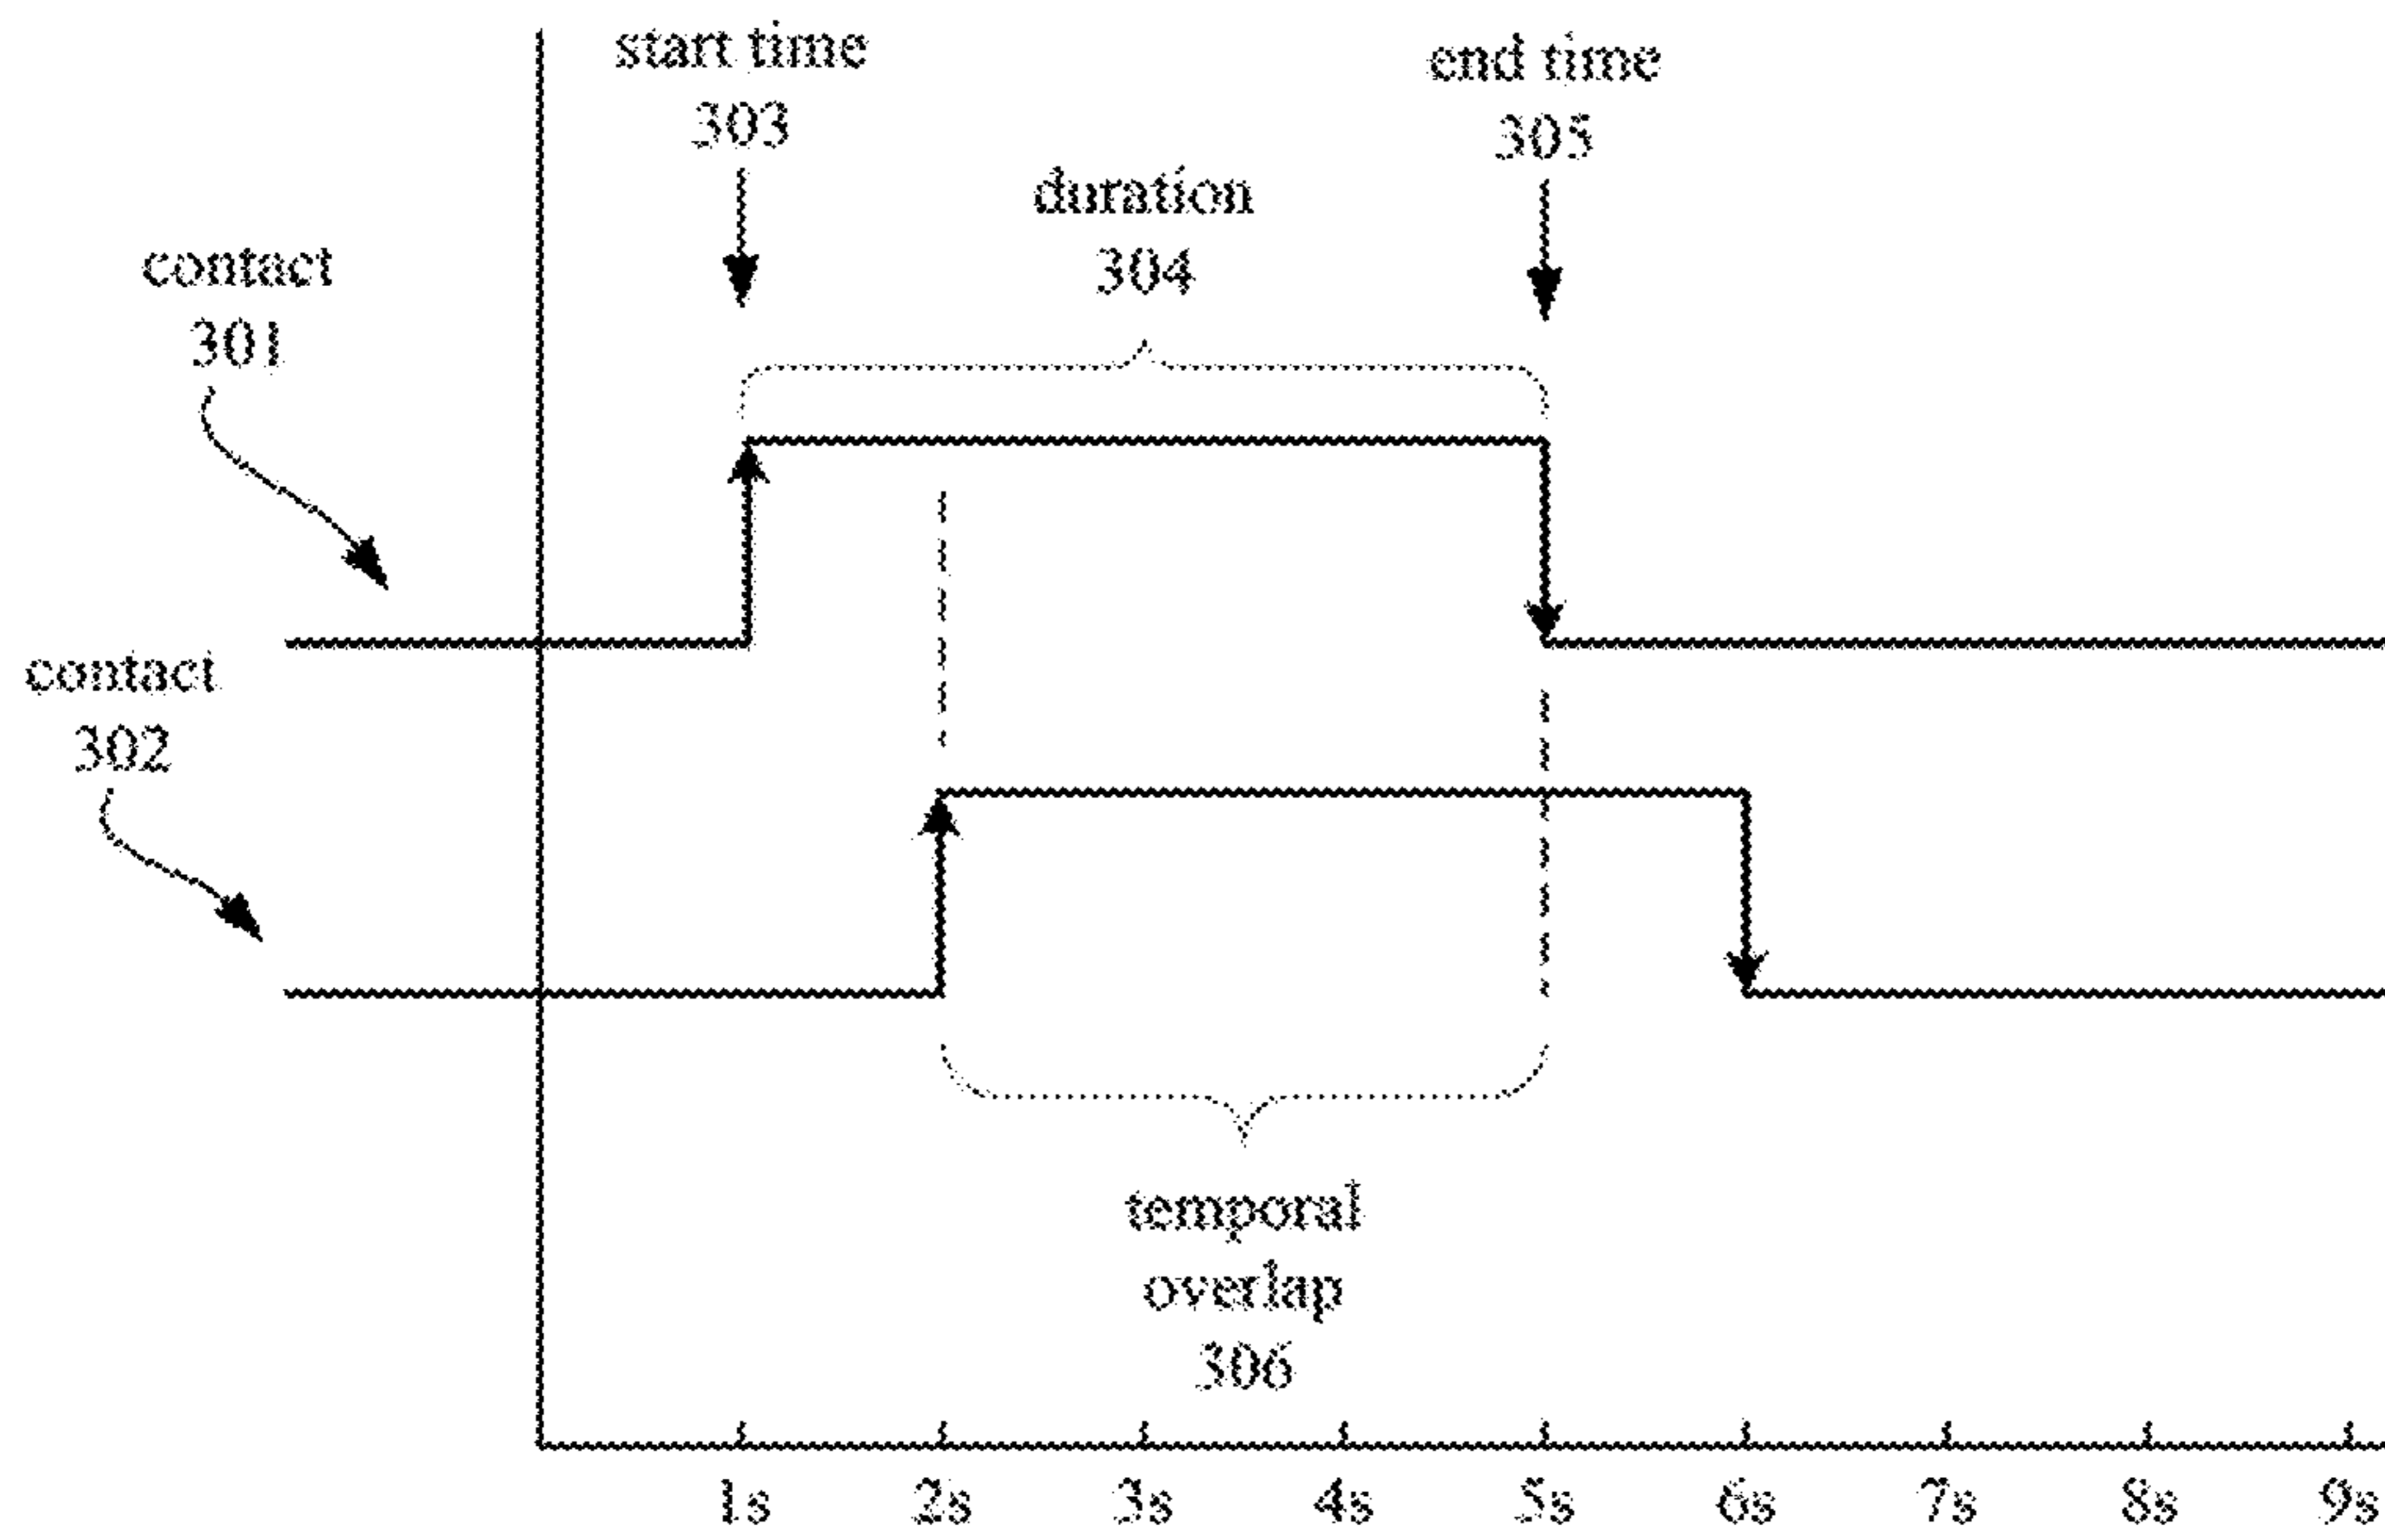 start time
303
end time
305
duration
304
contact
301
contact
302
temporal
overlap
306
1s 2s 3s 4s 5s 6s 7s 8s 9s